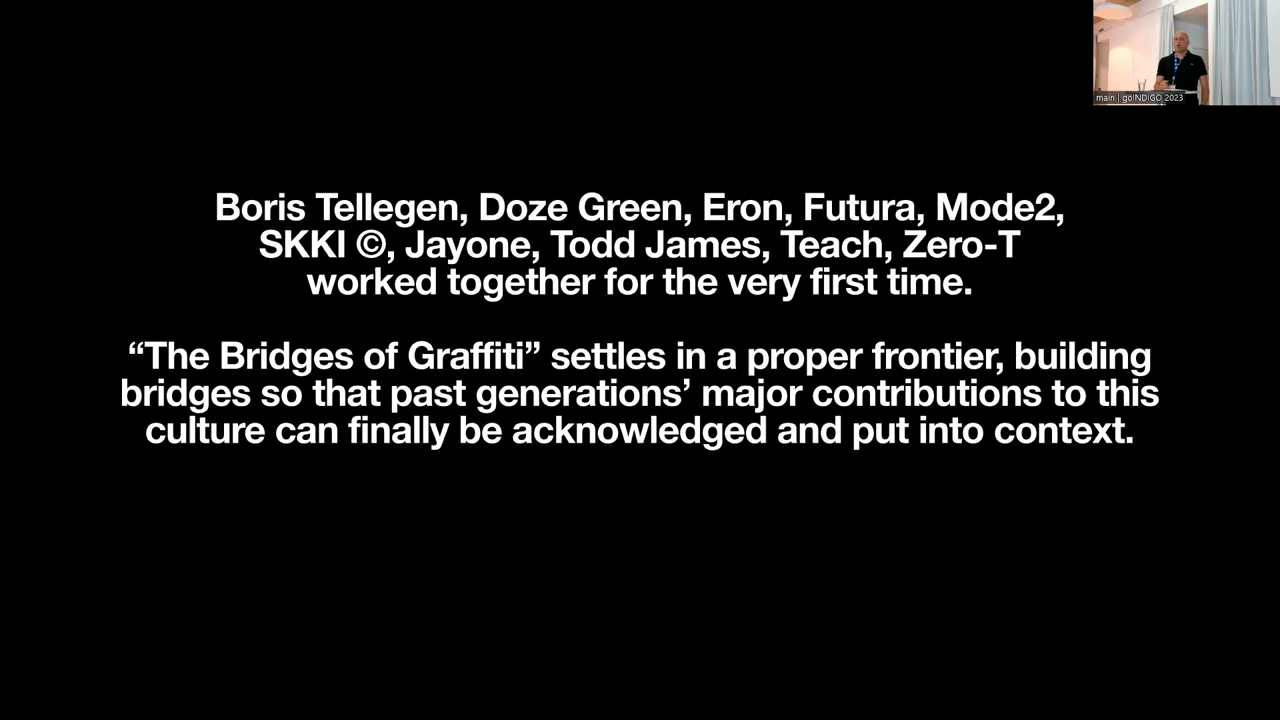 main | goINDIGO 2023
Boris Tellegen, Doze Green, Eron, Futura, Mode2,
SKKI ©, Jayone, Todd James, Teach, Zero-T
worked together for the very first time.
“The Bridges of Graffiti” settles in a proper frontier, building
bridges so that past generations’ major contributions to this
culture can finally be acknowledged and put into context.